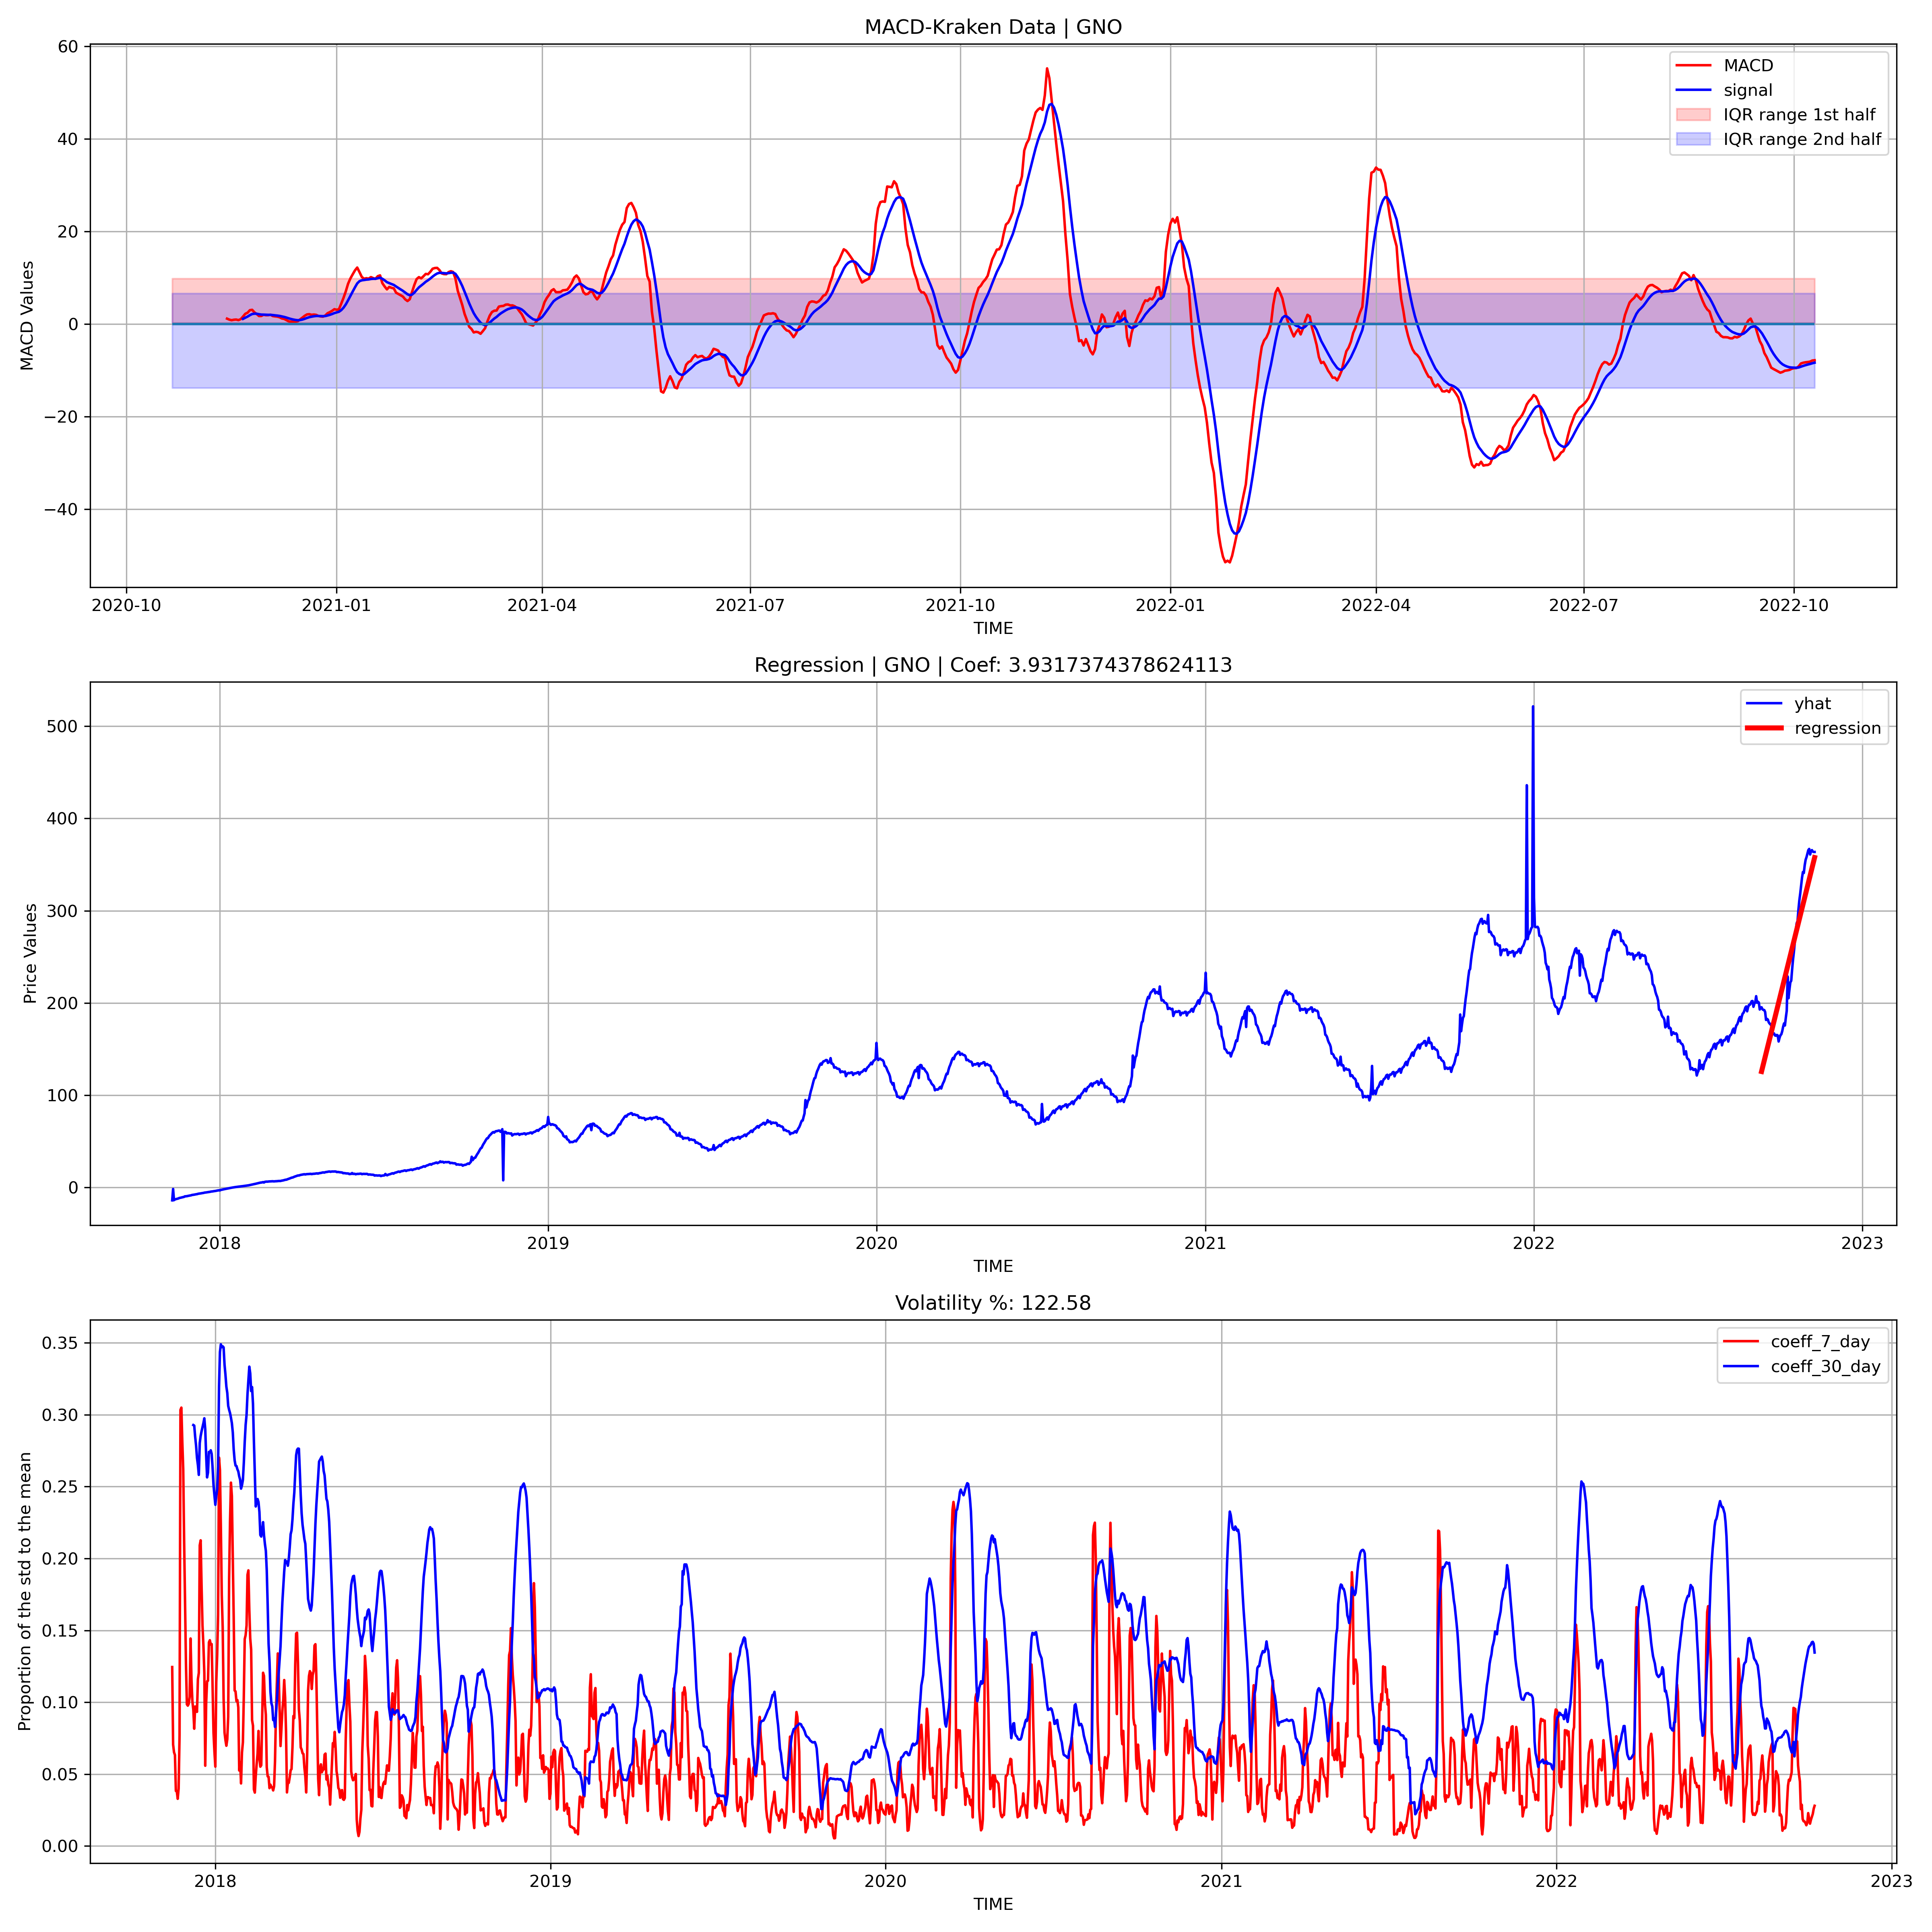 MACD-Kraken Data | GNO
60
40
20
0
−20
−40
MACD Values
MACD
signal
IQR range 1st half
IQR range 2nd half
2020-10 2021-01 2021-04 2021-07 2021-10 2022-01 2022-04 2022-07 2022-10
TIME
Regression | GNO | Coef: 3.9317374378624113
500
400
300
200
100
0
Price Values
yhat
regression
2018 2019 2020 2021 2022 2023
TIME
Volatility %: 122.58
0.35
0.30
0.25
0.20
0.15
0.10
0.05
0.00
Proportion of the std to the mean
coeff_7_day
coeff_30_day
2018 2019 2020 2021 2022 2023
TIME